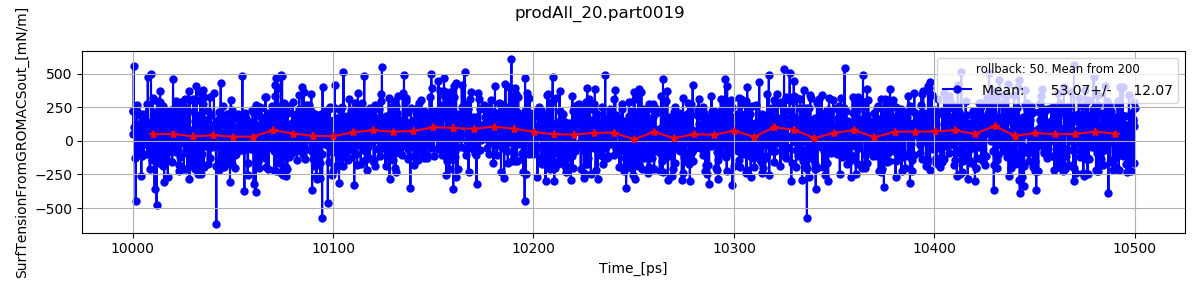 prodAll_20.part0019
SurfTensionFromGROMACSout_[mN/m]
500
250
0
−250
−500
rollback: 50. Mean from 200
Mean: 53.07+/- 12.07
10000 10100 10200 10300 10400 10500
Time_[ps]